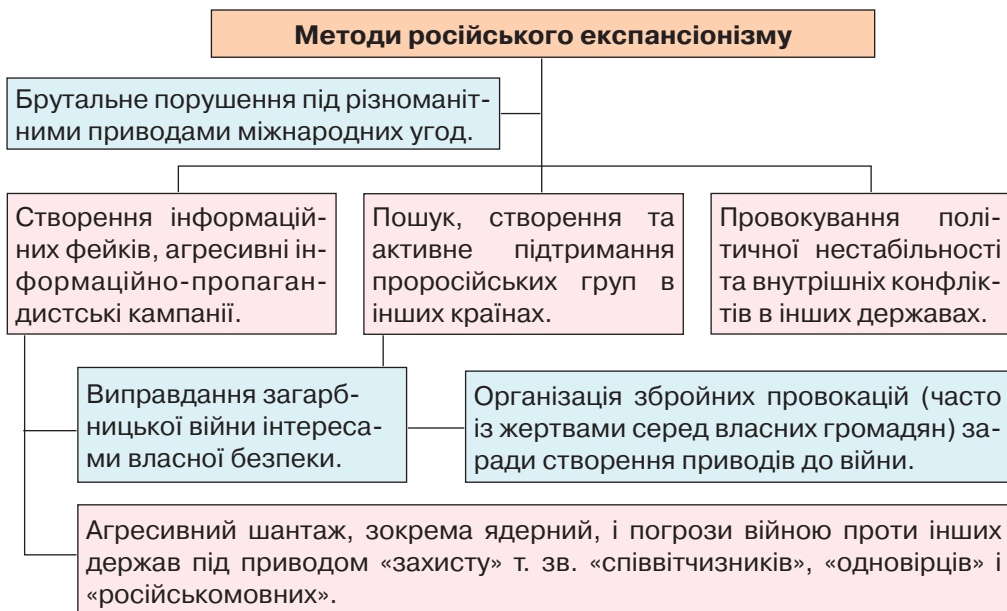 Методи російського експансіонізму
Брутальне порушення під різноманіт-
ними приводами міжнародних угод.
Створення інформацій-
них фейків, агресивні ін-
формаційно-пропаган-
дистські кампанії.
Пошук, створення та
активне підтримання
проросійських груп в
інших країнах.
Провокування полі-
тичної нестабільності
та внутрішніх конфлік-
тів в інших державах.
Виправдання загарб-
ницької війни інтереса-
ми власної безпеки.
Організація збройних провокацій (часто
із жертвами серед власних громадян) за-
ради створення приводів до війни.
Агресивний шантаж, зокрема ядерний, і погрози війною проти інших
держав під приводом «захисту» т. зв. «співвітчизників», «одновірців» і
«російськомовних».